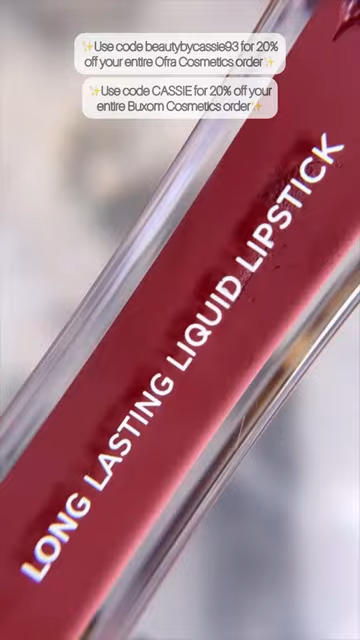 ✨Use code beautybycassie93 for 20%
off your entire Ofra Cosmetics order✨
✨Use code CASSIE for 20% off your
entire Buxom Cosmetics order✨
LONG LASTING LIQUID LIPSTICK